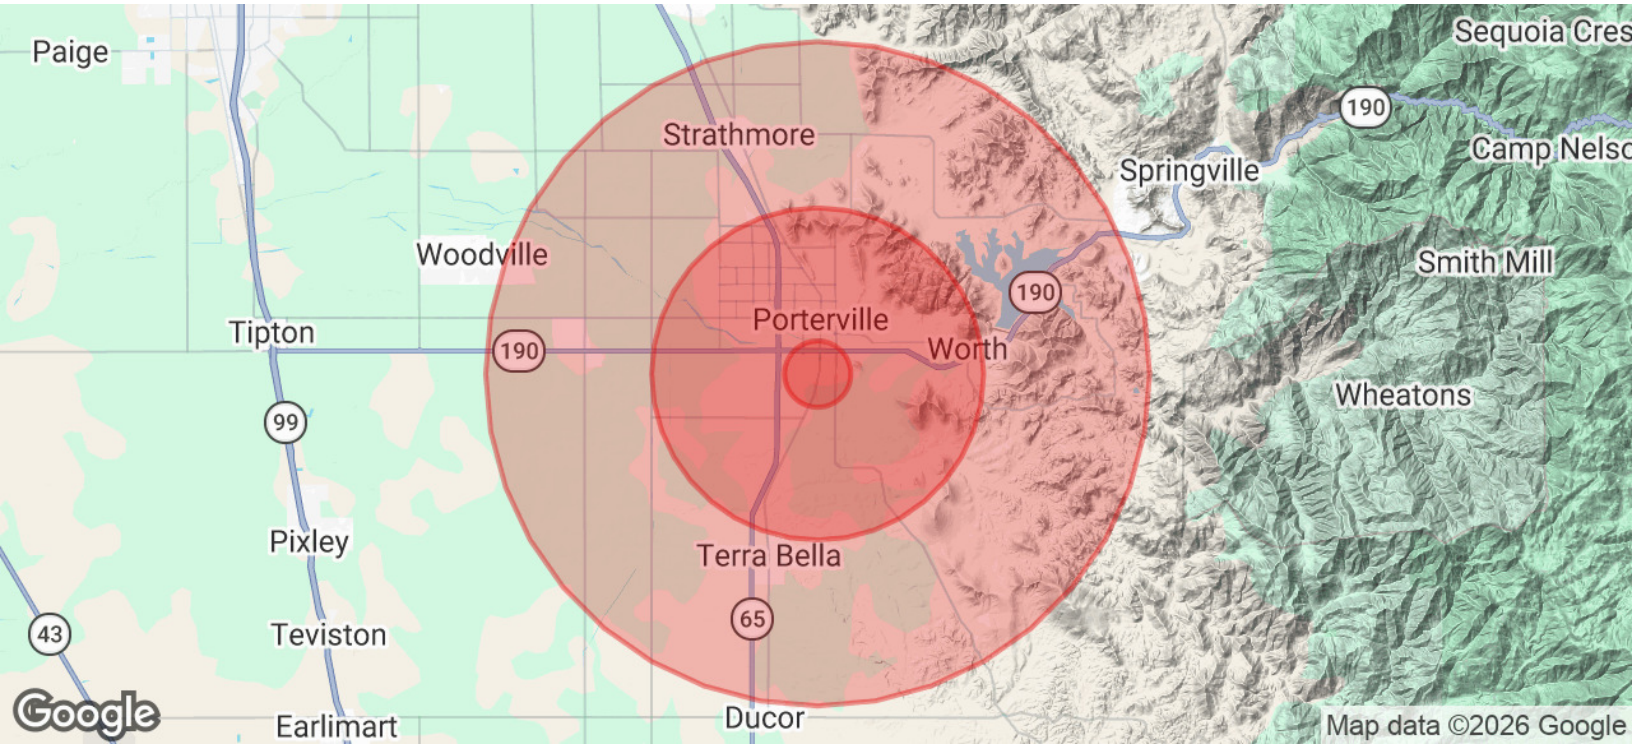 Sequoia Cres
Paige
190
Strathmore
Camp Nelso
Springville
Woodville
Smith Mill
190
Porterville
Tipton
190
Worth
Wheatons
99
Pixley
Terra Bella
65
43
Teviston
Google
Ducor
Earlimart
Map data ©2026 Google